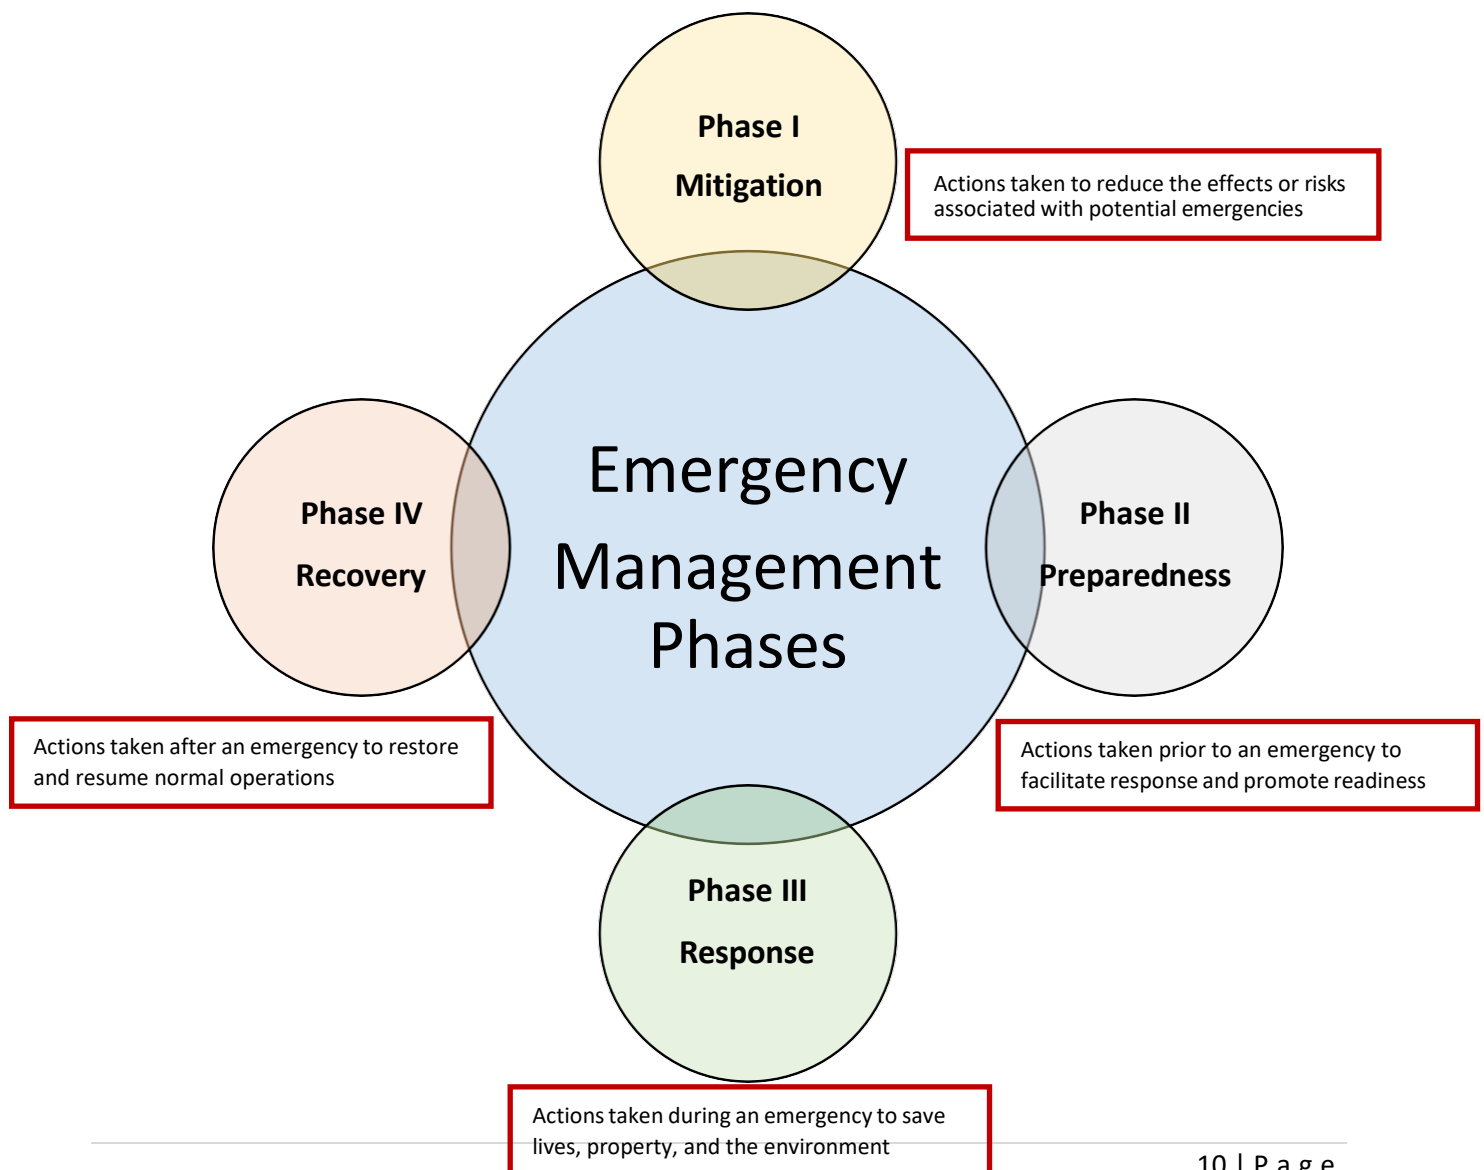 Phase I
Mitigation
Actions taken to reduce the effects or risks
associated with potential emergencies
Emergency
Management
Phases
Phase IV
Recovery
Phase II
Preparedness
Actions taken after an emergency to restore
and resume normal operations
Actions taken prior to an emergency to
facilitate response and promote readiness
Phase III
Response
Actions taken during an emergency to save
lives, property, and the environment
10 | P a g e